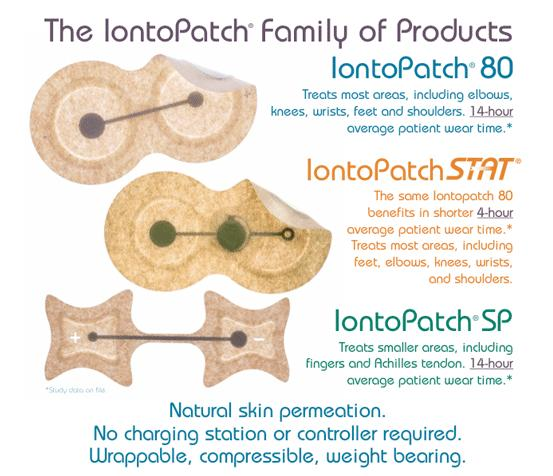 The IontoPatch® Family of Products
IontoPatch® 80
Treats most areas, including elbows,
knees, wrists, feet and shoulders. 14-hour
average patient wear time.*
IontoPatch STAT®
The same Iontopatch 80
benefits in shorter 4-hour
average patient wear time.*
Treats most areas, including
feet, elbows, knees, wrists,
and shoulders.
+ −
IontoPatch® SP
Treats smaller areas, including
fingers and Achilles tendon. 14-hour
average patient wear time.*
*Study data on file
Natural skin permeation.
No charging station or controller required.
Wrappable, compressible, weight bearing.